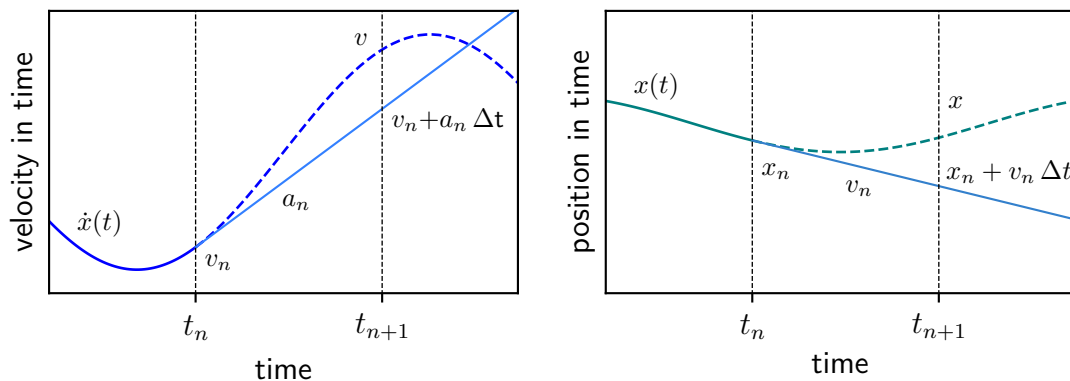 velocity in time
ẋ(t)
v
vₙ+aₙ Δt
aₙ
vₙ
tₙ
tₙ₊₁
time
position in time
x(t)
x
xₙ
vₙ
xₙ + vₙ Δt
tₙ
tₙ₊₁
time